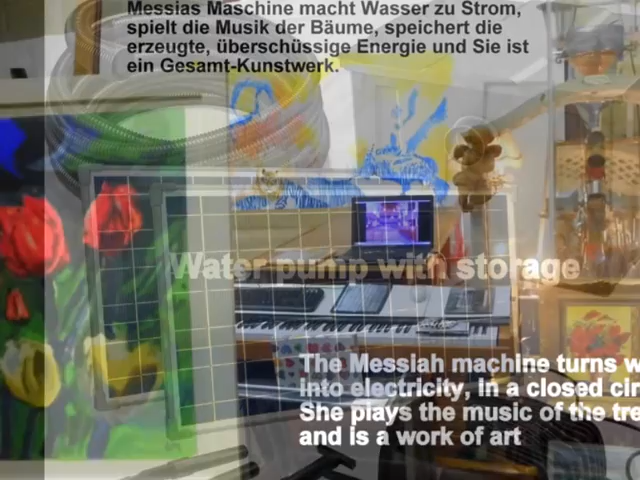 Messias Maschine macht Wasser zu Strom,
spielt die Musik der Bäume, speichert die
erzeugte, überschüssige Energie und Sie ist
ein Gesamt-Kunstwerk.
Water pump with storage
The Messiah machine turns w
into electricity, in a closed cir
She plays the music of the tre
and is a work of art